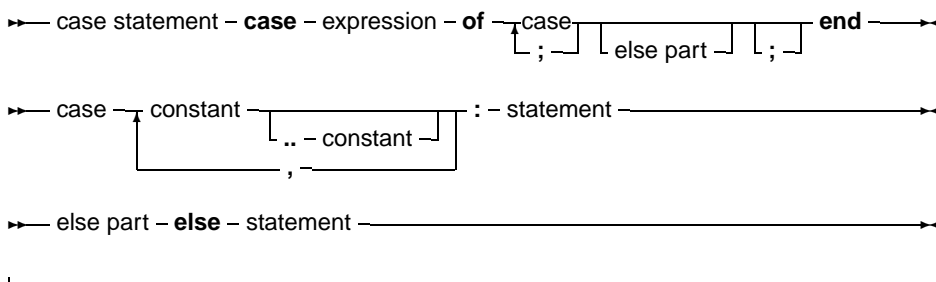 case statement case expression of case end
; else part ;
case constant : statement
.. constant
,
else part else statement